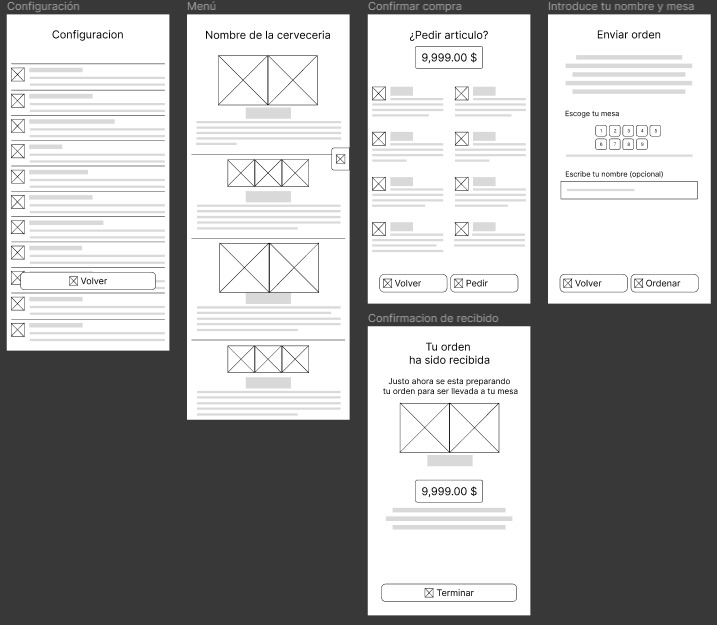 Configuración
Configuracion
Volver
Menú
Nombre de la cerveceria
Confirmar compra
¿Pedir articulo?
9,999.00 $
Volver
Pedir
Introduce tu nombre y mesa
Enviar orden
Escoge tu mesa
1 2 3 4 5
6 7 8 9
Escribe tu nombre (opcional)
Volver
Ordenar
Confirmacion de recibido
Tu orden
ha sido recibida
Justo ahora se esta preparando
tu orden para ser llevada a tu mesa
9,999.00 $
Terminar